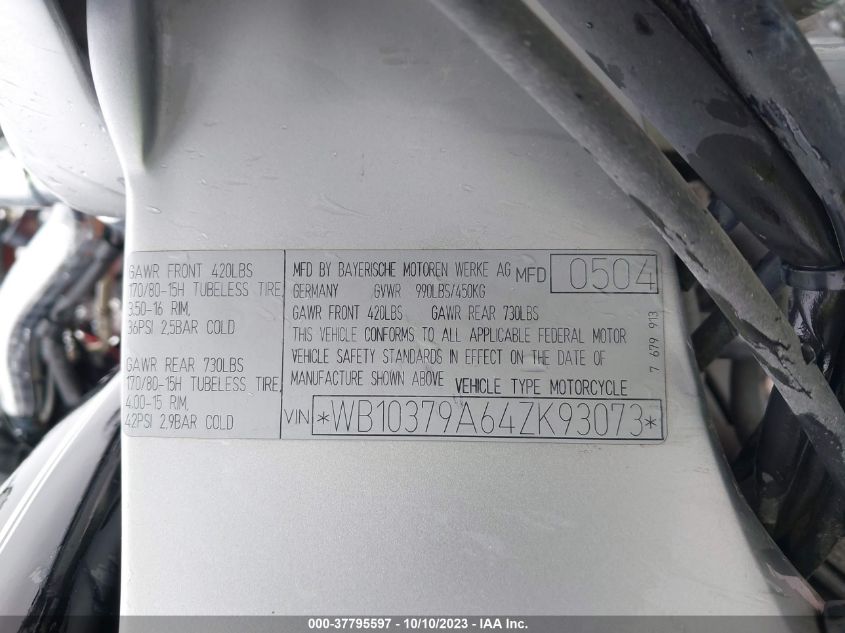 GAWR FRONT 420LBS
170/80-15H TUBELESS TIRE,
3.50-16 RIM,
36PSI 2,5BAR COLD
GAWR REAR 730LBS
170/80-15H TUBELESS TIRE,
4.00-15 RIM,
42PSI 2.9BAR COLD
MFD BY BAYERISCHE MOTOREN WERKE AG MFD 0504
GERMANY GVWR 990LBS/450KG
GAWR FRONT 420LBS GAWR REAR 730LBS
THIS VEHICLE CONFORMS TO ALL APPLICABLE FEDERAL MOTOR
VEHICLE SAFETY STANDARDS IN EFFECT ON THE DATE OF
MANUFACTURE SHOWN ABOVE VEHICLE TYPE MOTORCYCLE
VIN *WB10379A64ZK93073*
7 679 913
000-37795597 - 10/10/2023 - IAA Inc.